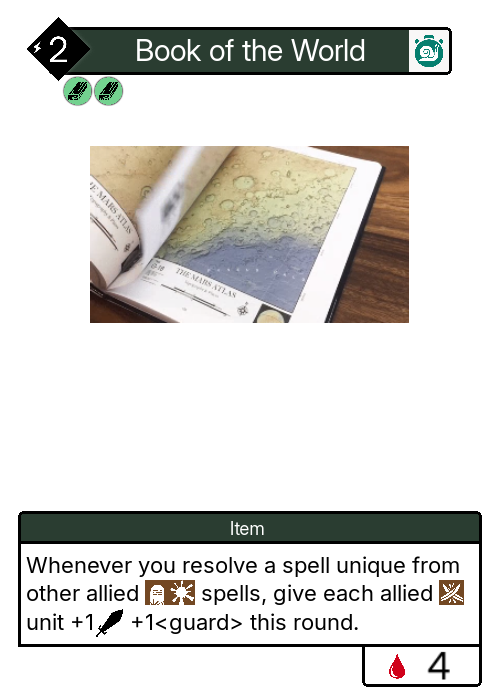 2
Book of the World
THE MARS ATLAS
THE MARS ATLAS
Item
Whenever you resolve a spell unique from
other allied spells, give each allied
unit +1 +1<guard> this round.
4